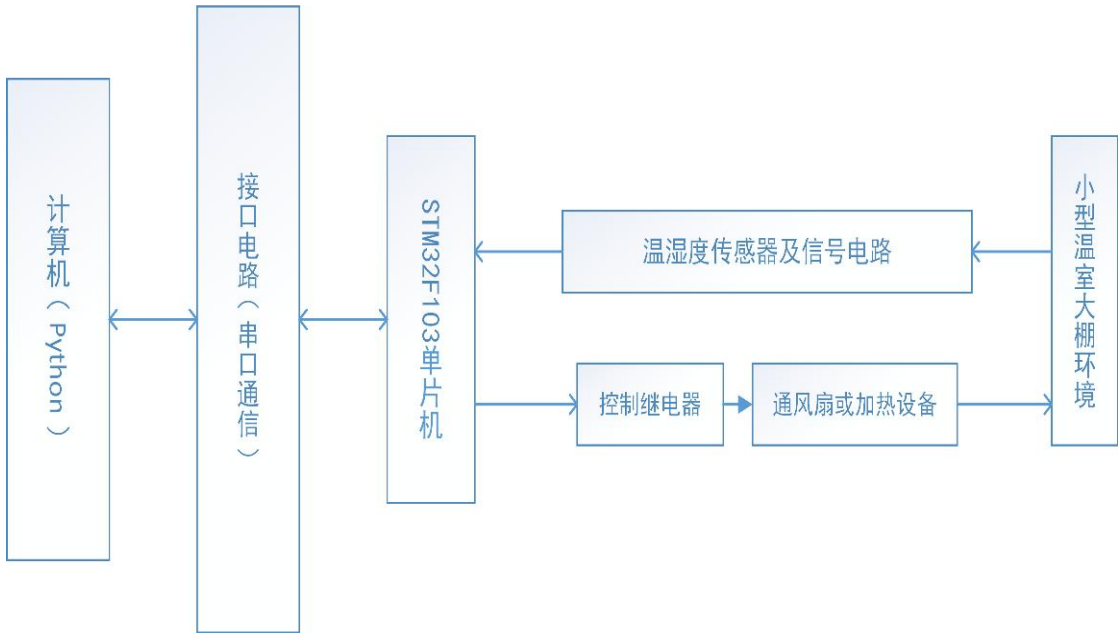 计算机(Python)
接口电路(串口通信)
STM32F103单片机
温湿度传感器及信号电路
控制继电器
通风扇或加热设备
小型温室大棚环境